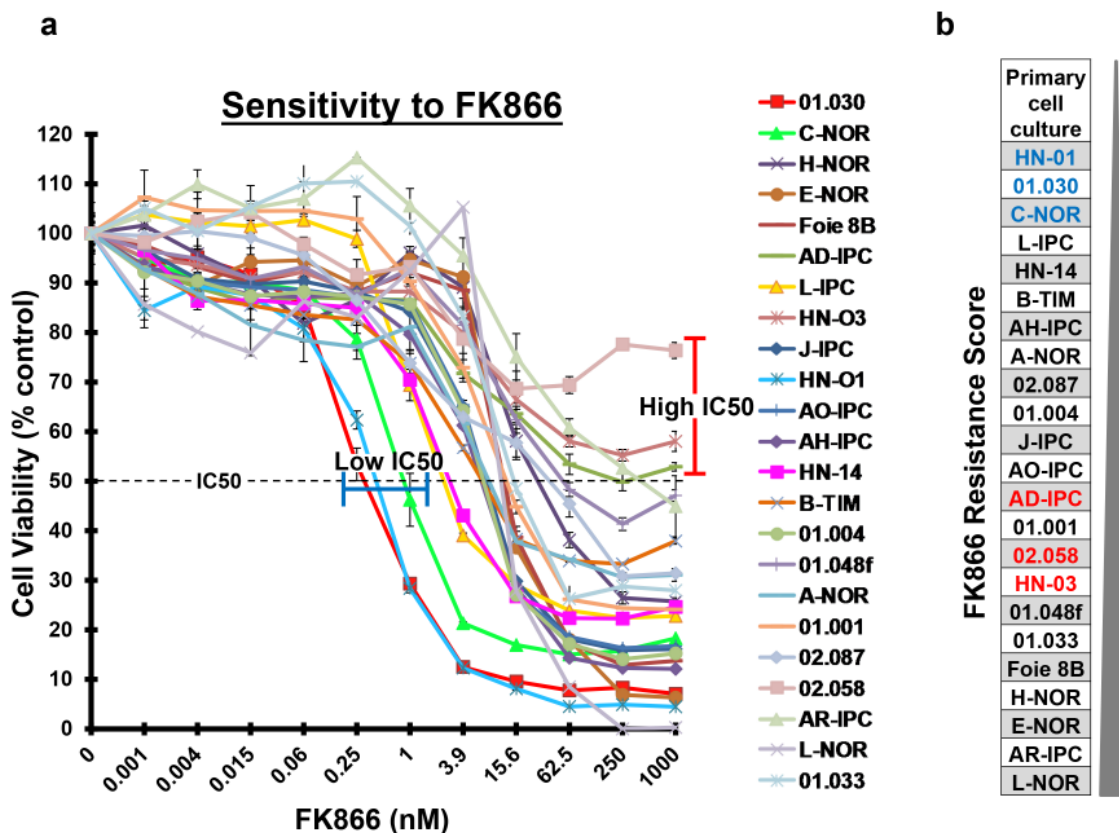 a
Sensitivity to FK866
Cell Viability (% control)
120
110
100
90
80
70
60
50
40
30
20
10
0
IC50
Low IC50
High IC50
0
0.001
0.004
0.015
0.06
0.25
1
3.9
15.6
62.5
250
1000
FK866 (nM)
01.030
C-NOR
H-NOR
E-NOR
Foie 8B
AD-IPC
L-IPC
HN-O3
J-IPC
HN-O1
AO-IPC
AH-IPC
HN-14
B-TIM
01.004
01.048f
A-NOR
01.001
02.087
02.058
AR-IPC
L-NOR
01.033
b
FK866 Resistance Score
Primary
cell
culture
HN-01
01.030
C-NOR
L-IPC
HN-14
B-TIM
AH-IPC
A-NOR
02.087
01.004
J-IPC
AO-IPC
AD-IPC
01.001
02.058
HN-03
01.048f
01.033
Foie 8B
H-NOR
E-NOR
AR-IPC
L-NOR